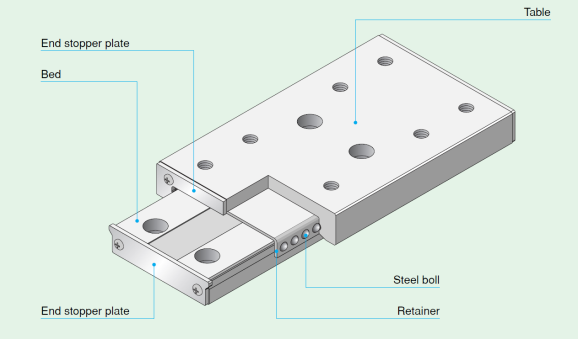 Table
End stopper plate
Bed
Steel boll
End stopper plate
Retainer